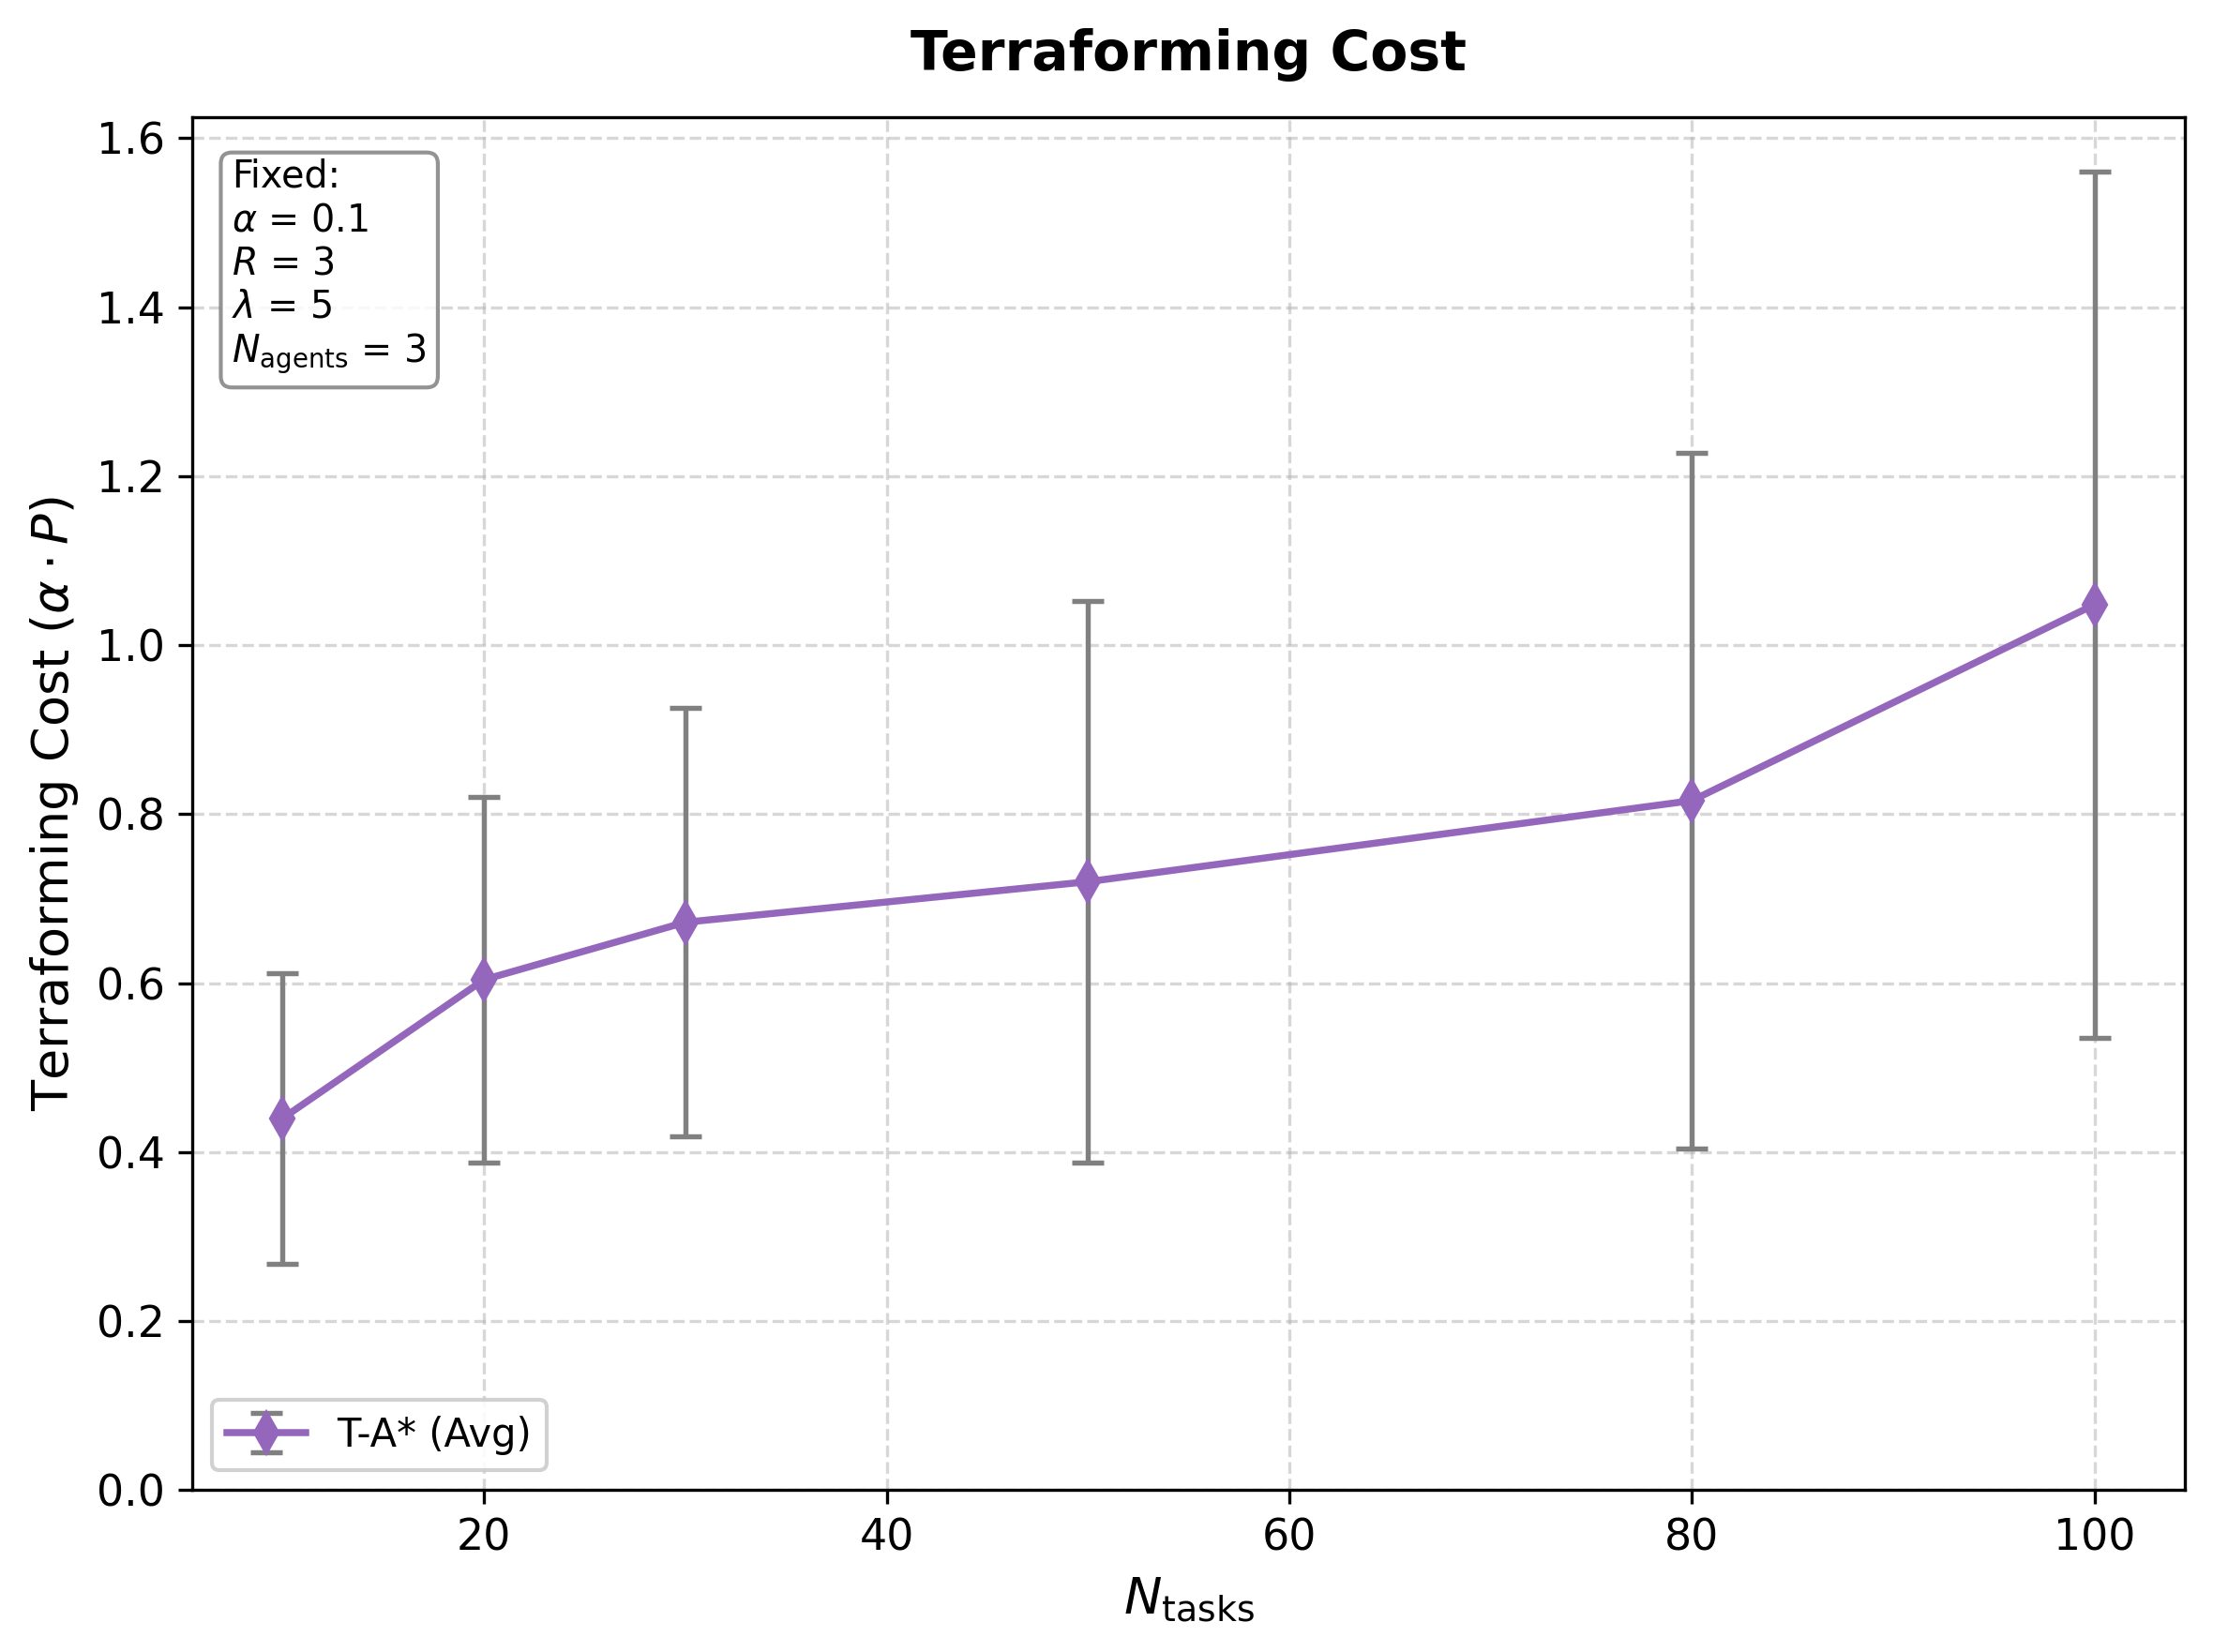 Terraforming Cost
Terraforming Cost (α · P)
1.6
1.4
1.2
1.0
0.8
0.6
0.4
0.2
0.0
Fixed:
α = 0.1
R = 3
λ = 5
N_agents = 3
T-A* (Avg)
20 40 60 80 100
N_tasks